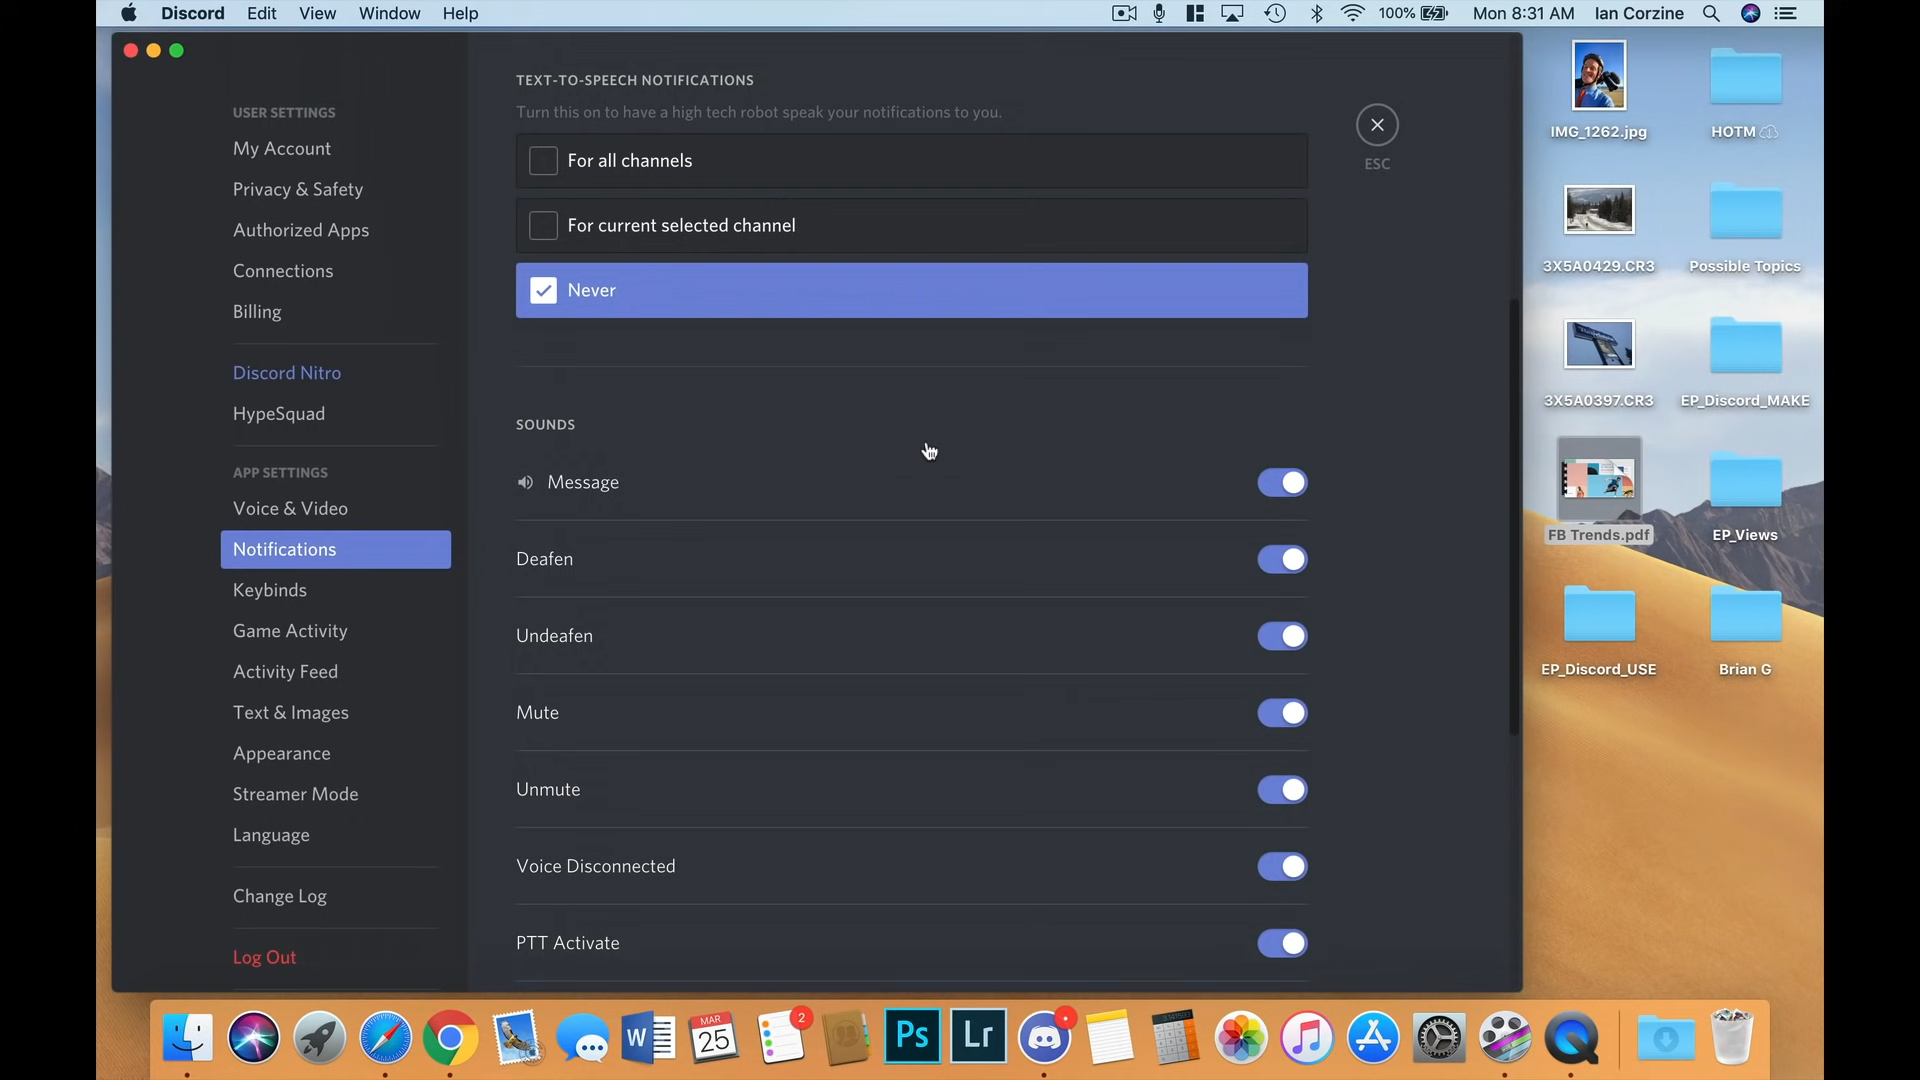 Discord Edit View Window Help 100% Mon 8:31 AM Ian Corzine
USER SETTINGS
My Account
Privacy & Safety
Authorized Apps
Connections
Billing
Discord Nitro
HypeSquad
APP SETTINGS
Voice & Video
Notifications
Keybinds
Game Activity
Activity Feed
Text & Images
Appearance
Streamer Mode
Language
Change Log
Log Out
TEXT-TO-SPEECH NOTIFICATIONS
Turn this on to have a high tech robot speak your notifications to you.
For all channels
For current selected channel
Never
SOUNDS
Message
Deafen
Undeafen
Mute
Unmute
Voice Disconnected
PTT Activate
ESC
IMG_1262.jpg HOTM
3X5A0429.CR3 Possible Topics
3X5A0397.CR3 EP_Discord_MAKE
FB Trends.pdf EP_Views
EP_Discord_USE Brian G
W MAR 25 2 Ps Lr